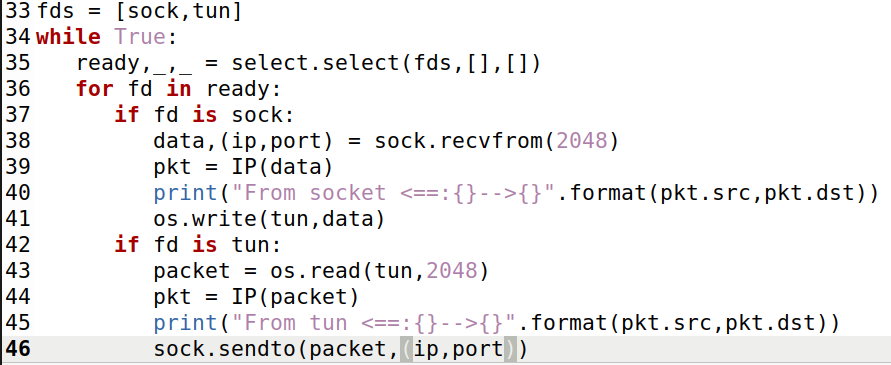 33 fds = [sock,tun]
34 while True:
35    ready,_,_ = select.select(fds,[],[])
36    for fd in ready:
37       if fd is sock:
38          data,(ip,port) = sock.recvfrom(2048)
39          pkt = IP(data)
40          print("From socket <==:{}-->{}".format(pkt.src,pkt.dst))
41          os.write(tun,data)
42       if fd is tun:
43          packet = os.read(tun,2048)
44          pkt = IP(packet)
45          print("From tun <==:{}-->{}".format(pkt.src,pkt.dst))
46          sock.sendto(packet,(ip,port))